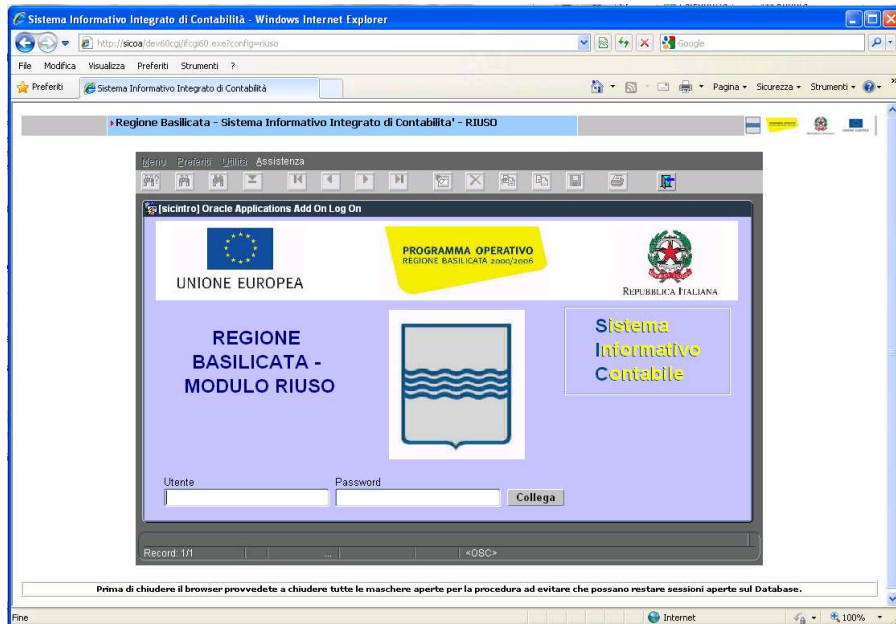 Sistema Informativo Integrato di Contabilità - Windows Internet Explorer
http://sicoa/dev60cgi/ifcgi60.exe?config=riuso
Google
File Modifica Visualizza Preferiti Strumenti ?
Preferiti Sistema Informativo Integrato di Contabilità Pagina Sicurezza Strumenti
Regione Basilicata - Sistema Informativo Integrato di Contabilita' - RIUSO
Menu Preferiti Utilità Assistenza
[sicintro] Oracle Applications Add On Log On
UNIONE EUROPEA
PROGRAMMA OPERATIVO
REGIONE BASILICATA 2000/2006
REPUBBLICA ITALIANA
REGIONE
BASILICATA -
MODULO RIUSO
Sistema
Informativo
Contabile
Utente Password
Collega
Record: 1/1 ... <OSC>
Prima di chiudere il browser provvedete a chiudere tutte le maschere aperte per la procedura ad evitare che possano restare sessioni aperte sul Database.
Fine Internet 100%